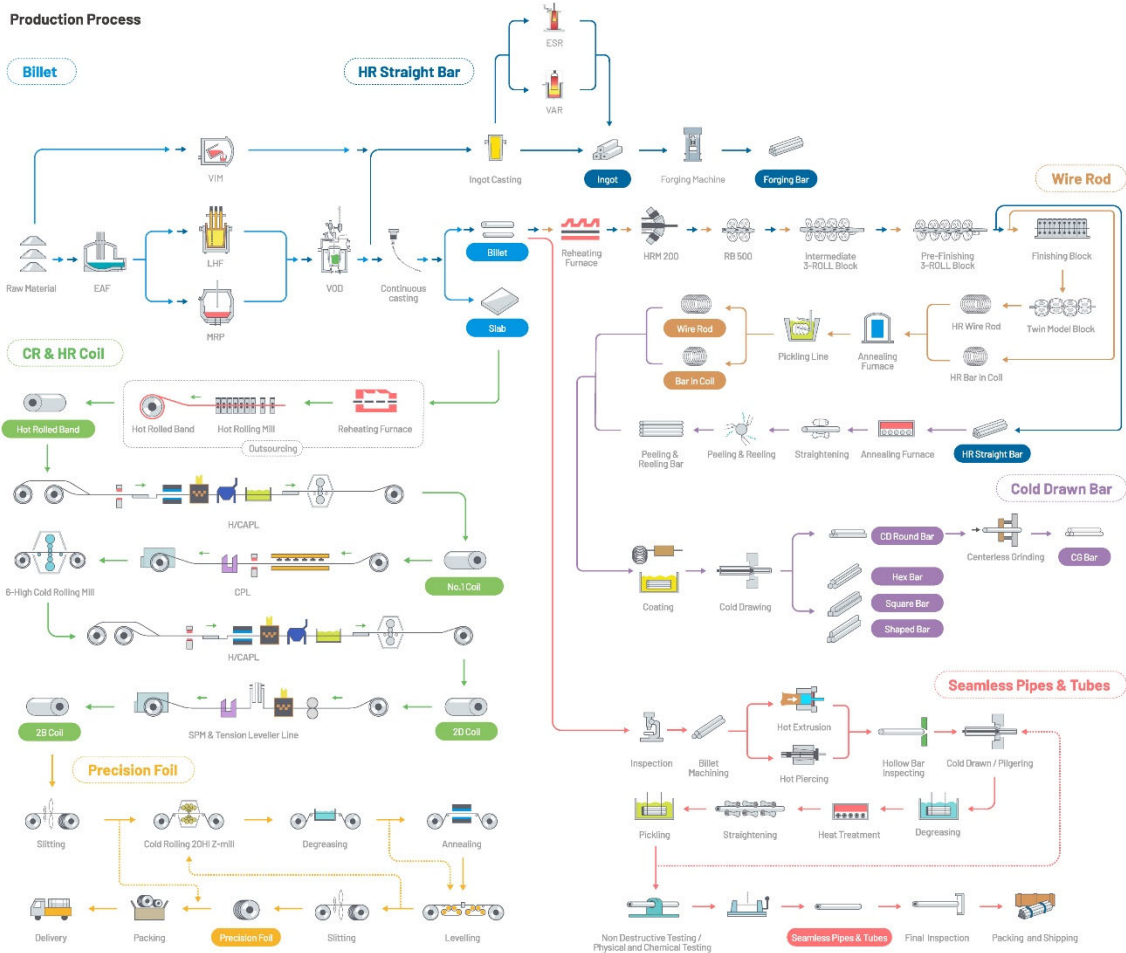 Production Process
Billet
HR Straight Bar
ESR
VAR
VIM
Ingot Casting
Ingot
Forging Machine
Forging Bar
Wire Rod
Raw Material
EAF
LHF
MRP
VOD
Continuous
casting
Billet
Slab
Reheating
Furnace
HRM 200
RB 500
Intermediate
3-ROLL Block
Pre-Finishing
3-ROLL Block
Finishing Block
Twin Model Block
HR Wire Rod
HR Bar In Coil
Annealing
Furnace
Pickling Line
Wire Rod
Bar In Coil
CR & HR Coil
Hot Rolled Band
Hot Rolled Band
Hot Rolling Mill
Reheating Furnace
Outsourcing
Peeling &
Reeling Bar
Peeling & Reeling
Straightening
Annealing Furnace
HR Straight Bar
Cold Drawn Bar
H/CAPL
6-High Cold Rolling Mill
CPL
No.1 Coil
Coating
Cold Drawing
CD Round Bar
Hex Bar
Square Bar
Shaped Bar
Centerless Grinding
CG Bar
H/CAPL
2B Coil
SPM & Tension Leveller Line
2D Coil
Seamless Pipes & Tubes
Inspection
Billet
Machining
Hot Extrusion
Hot Piercing
Hollow Bar
Inspecting
Cold Drawn / Pilgering
Precision Foil
Slitting
Cold Rolling 20HI Z-mill
Degreasing
Annealing
Pickling
Straightening
Heat Treatment
Degreasing
Delivery
Packing
Precision Foil
Slitting
Levelling
Non Destructive Testing /
Physical and Chemical Testing
Seamless Pipes & Tubes
Final Inspection
Packing and Shipping